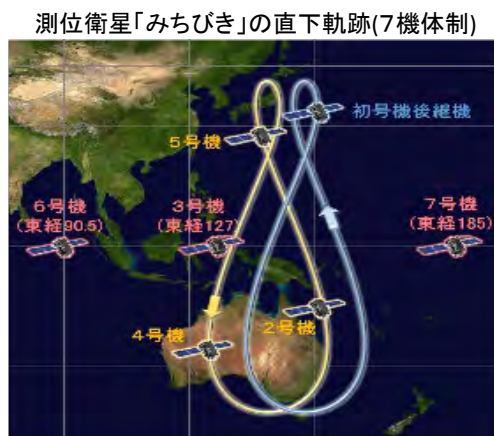 測位衛星「みちびき」の直下軌跡(7機体制)
初号機後継機
5号機
6号機
(東経90.5)
3号機
(東経127)
7号機
(東経185)
2号機
4号機